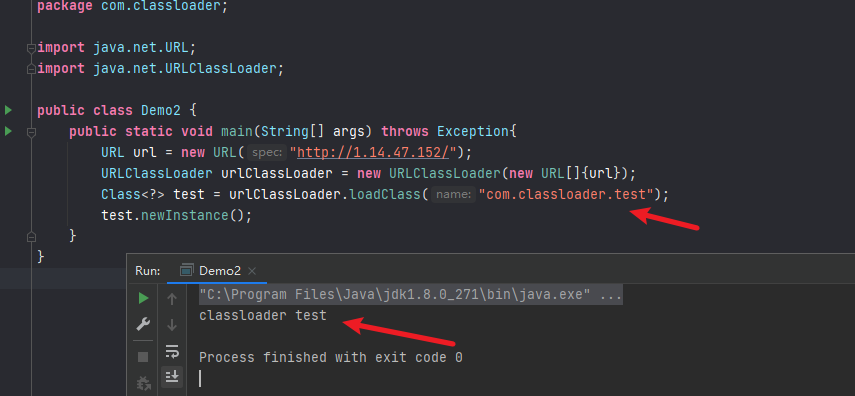 package com.classloader;
import java.net.URL;
import java.net.URLClassLoader;
public class Demo2 {
public static void main(String[] args) throws Exception{
URL url = new URL( spec: "http://1.14.47.152/");
URLClassLoader urlClassLoader = new URLClassLoader(new URL[]{url});
Class<?> test = urlClassLoader.loadClass( name: "com.classloader.test");
test.newInstance();
}
}
Run: Demo2 ×
"C:\Program Files\Java\jdk1.8.0_271\bin\java.exe" ...
classloader test
Process finished with exit code 0